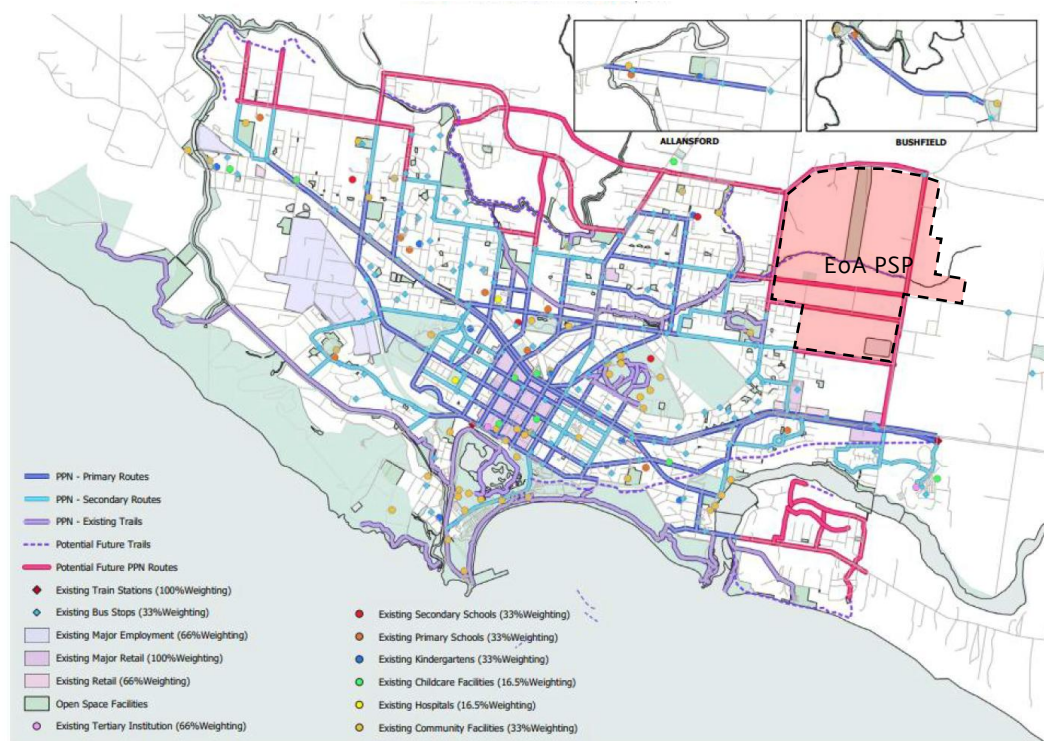 ALLANSFORD
BUSHFIELD
EoA PSP
PPN - Primary Routes
PPN - Secondary Routes
PPN - Existing Trails
Potential Future Trails
Potential Future PPN Routes
Existing Train Stations (100%Weighting)
Existing Bus Stops (33%Weighting)
Existing Major Employment (66%Weighting)
Existing Major Retail (100%Weighting)
Existing Retail (66%Weighting)
Open Space Facilities
Existing Tertiary Institution (66%Weighting)
Existing Secondary Schools (33%Weighting)
Existing Primary Schools (33%Weighting)
Existing Kindergartens (33%Weighting)
Existing Childcare Facilities (16.5%Weighting)
Existing Hospitals (16.5%Weighting)
Existing Community Facilities (33%Weighting)